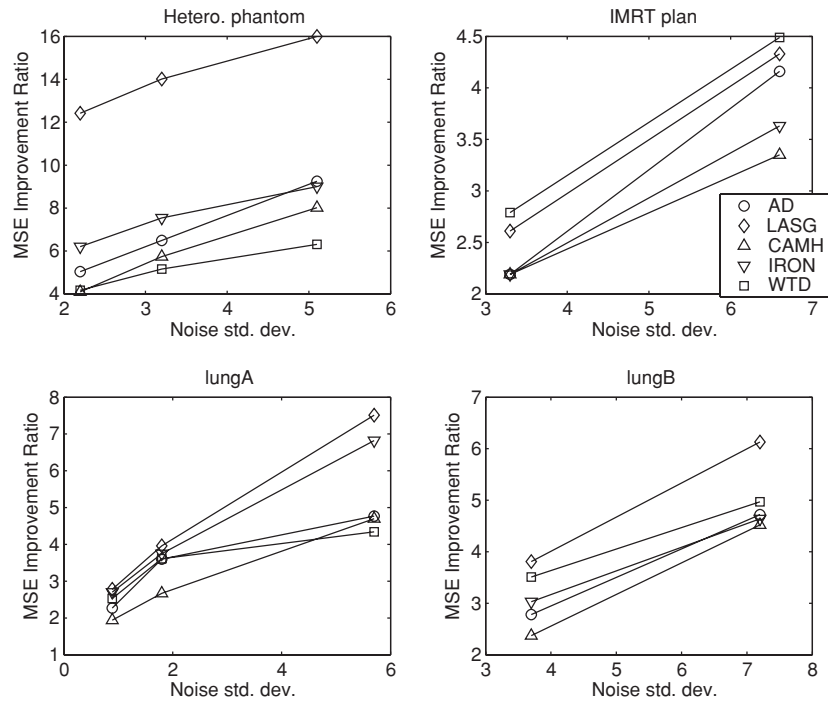 Hetero. phantom
MSE Improvement Ratio
16
14
12
10
8
6
4
2 3 4 5 6
Noise std. dev.
IMRT plan
MSE Improvement Ratio
4.5
4
3.5
3
2.5
2
3 4 5 6 7
Noise std. dev.
AD
LASG
CAMH
IRON
WTD
lungA
MSE Improvement Ratio
8
7
6
5
4
3
2
1
0 2 4 6
Noise std. dev.
lungB
MSE Improvement Ratio
7
6
5
4
3
2
3 4 5 6 7 8
Noise std. dev.